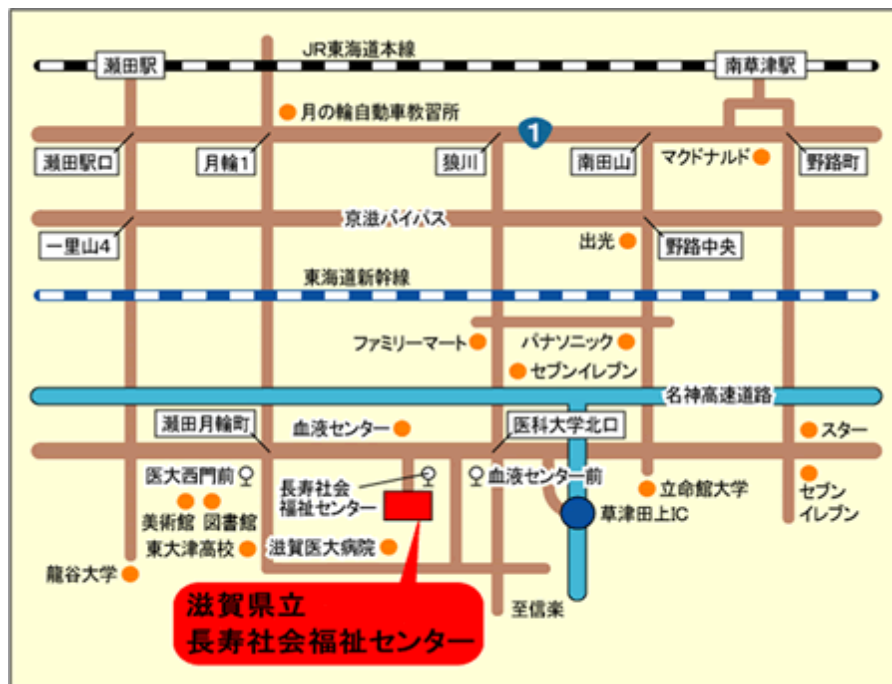 JR東海道本線
瀬田駅
南草津駅
月の輪自動車教習所
1
瀬田駅口
月輪1
狼川
南田山
マクドナルド
野路町
京滋バイパス
一里山4
出光
野路中央
東海道新幹線
ファミリーマート
パナソニック
セブンイレブン
名神高速道路
瀬田月輪町
血液センター
医科大学北口
スター
医大西門前
長寿社会
福祉センター
血液センター前
立命館大学
セブン
イレブン
美術館
図書館
草津田上IC
東大津高校
滋賀医大病院
龍谷大学
至信楽
滋賀県立
長寿社会福祉センター